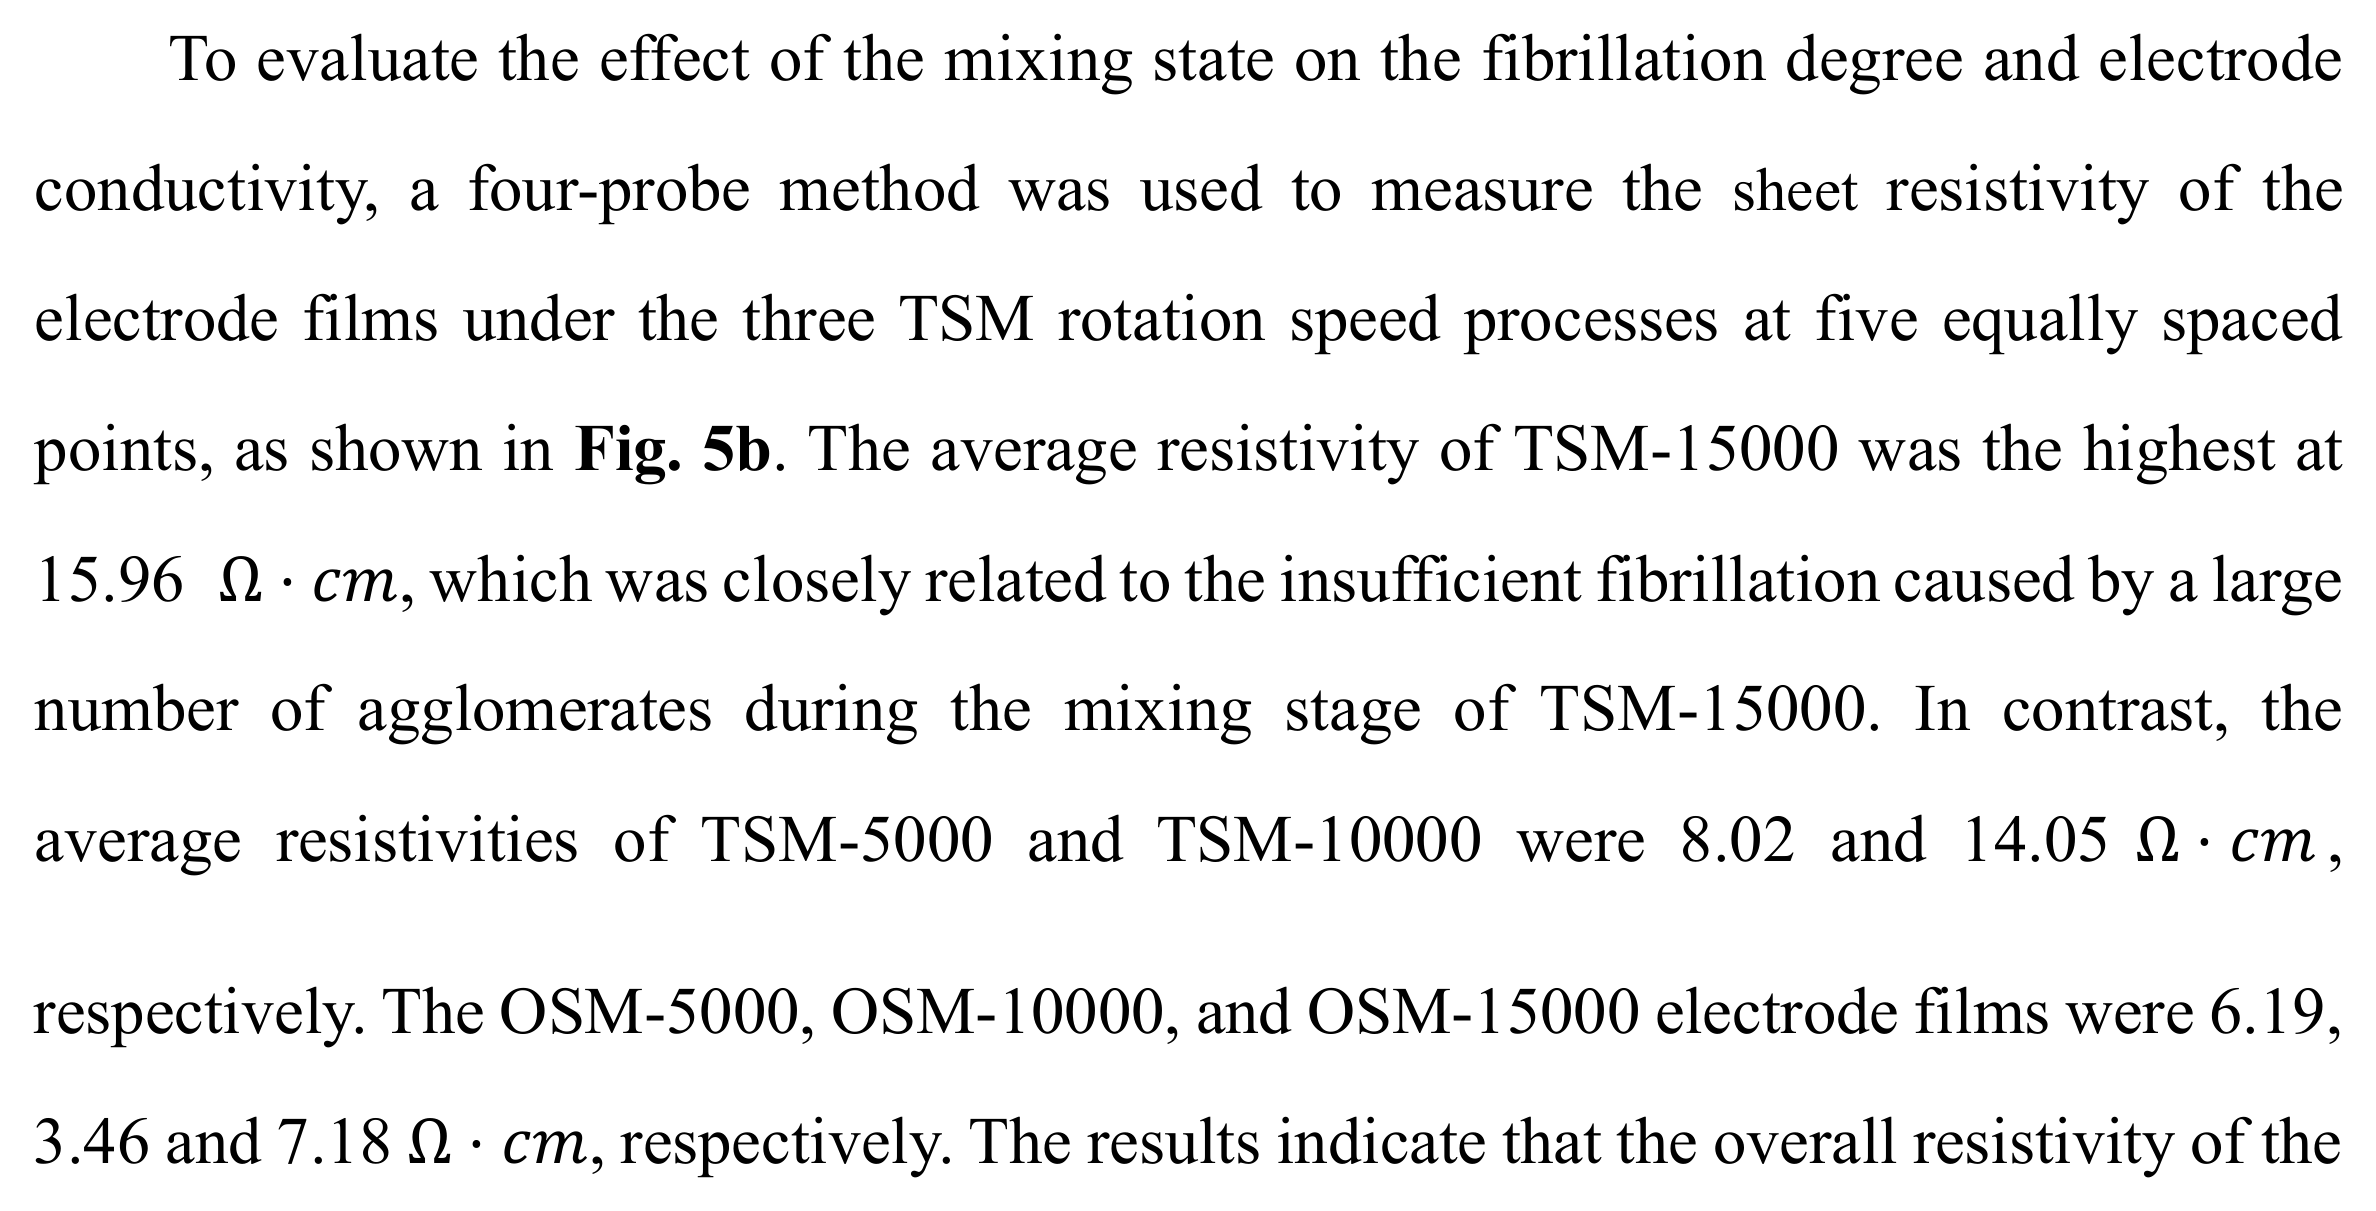 To evaluate the effect of the mixing state on the fibrillation degree and electrode
conductivity, a four-probe method was used to measure the sheet resistivity of the
electrode films under the three TSM rotation speed processes at five equally spaced
points, as shown in Fig. 5b. The average resistivity of TSM-15000 was the highest at
15.96 Ω · cm, which was closely related to the insufficient fibrillation caused by a large
number of agglomerates during the mixing stage of TSM-15000. In contrast, the
average resistivities of TSM-5000 and TSM-10000 were 8.02 and 14.05 Ω · cm,
respectively. The OSM-5000, OSM-10000, and OSM-15000 electrode films were 6.19,
3.46 and 7.18 Ω · cm, respectively. The results indicate that the overall resistivity of the